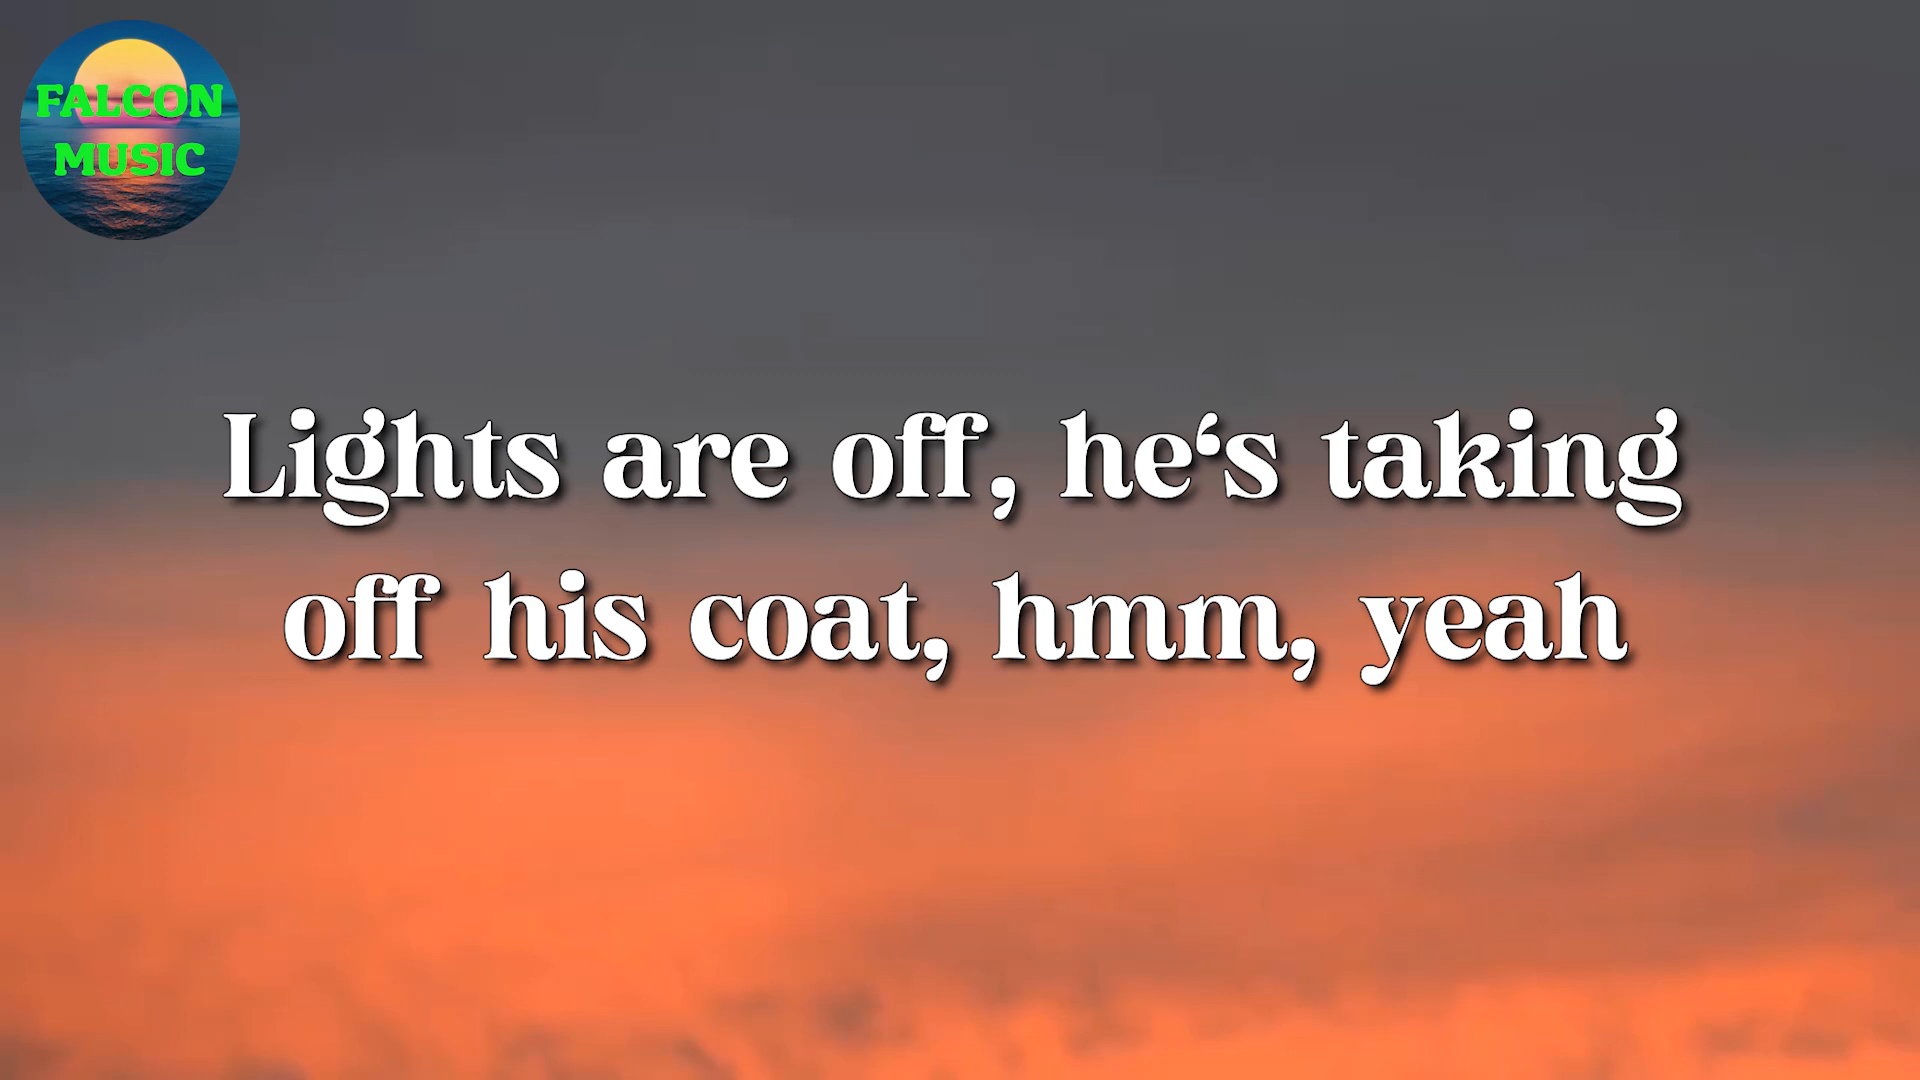 FALCON
MUSIC
Lights are off, he‘s taking
off his coat, hmm, yeah